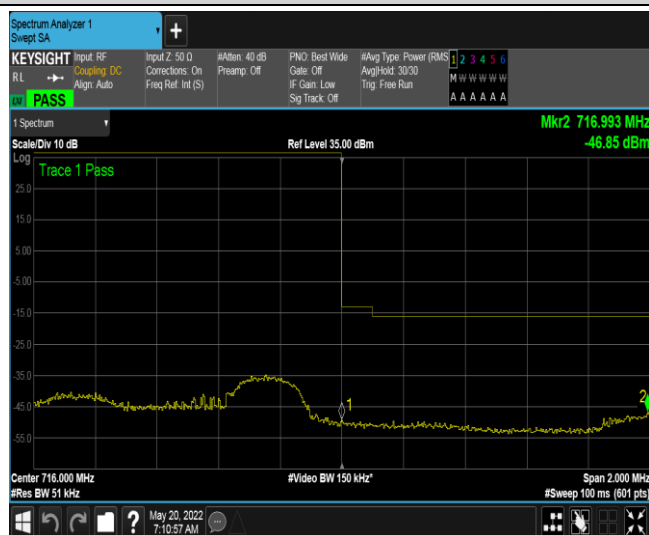 Spectrum Analyzer 1
Swept SA
KEYSIGHT
RL
LXI PASS
Input: RF
Coupling: DC
Align: Auto
Input Z: 50 Ω
Corrections: On
Freq Ref: Int (S)
#Atten: 40 dB
Preamp: Off
PNO: Best Wide
Gate: Off
IF Gain: Low
Sig Track: Off
#Avg Type: Power (RMS
Avg|Hold: 30/30
Trig: Free Run
1 2 3 4 5 6
M W W W W W
A A A A A A
1 Spectrum
Mkr2 716.993 MHz
Scale/Div 10 dB
Ref Level 35.00 dBm
-46.85 dBm
Log
Trace 1 Pass
25.0
15.0
5.00
-5.00
-15.0
-25.0
-35.0
-45.0
1
2
-55.0
Center 716.000 MHz
#Video BW 150 kHz*
Span 2.000 MHz
#Res BW 51 kHz
#Sweep 100 ms (601 pts)
?
May 20, 2022
7:10:57 AM